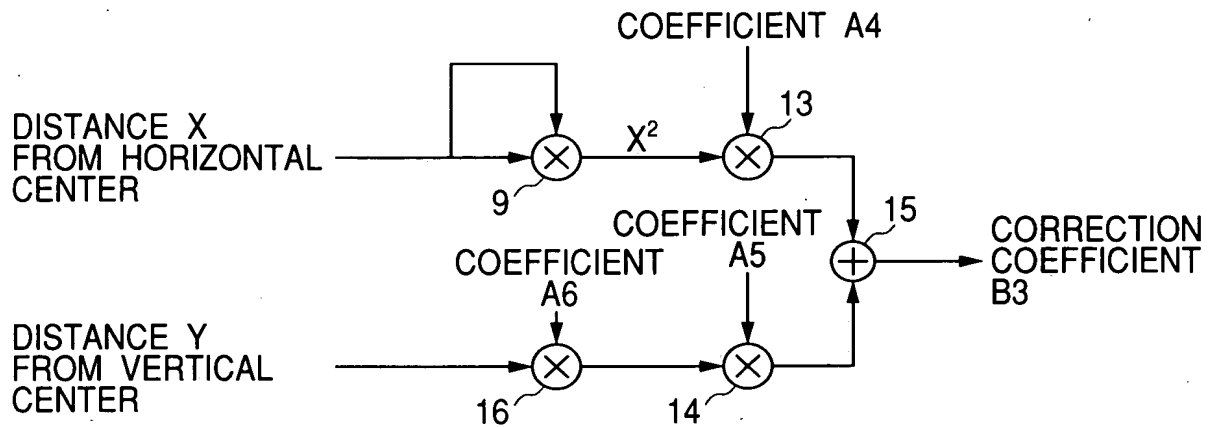 COEFFICIENT A4
13
DISTANCE X
FROM HORIZONTAL
CENTER
X²
9
COEFFICIENT
A5
15
CORRECTION
COEFFICIENT
B3
COEFFICIENT
A6
DISTANCE Y
FROM VERTICAL
CENTER
16
14